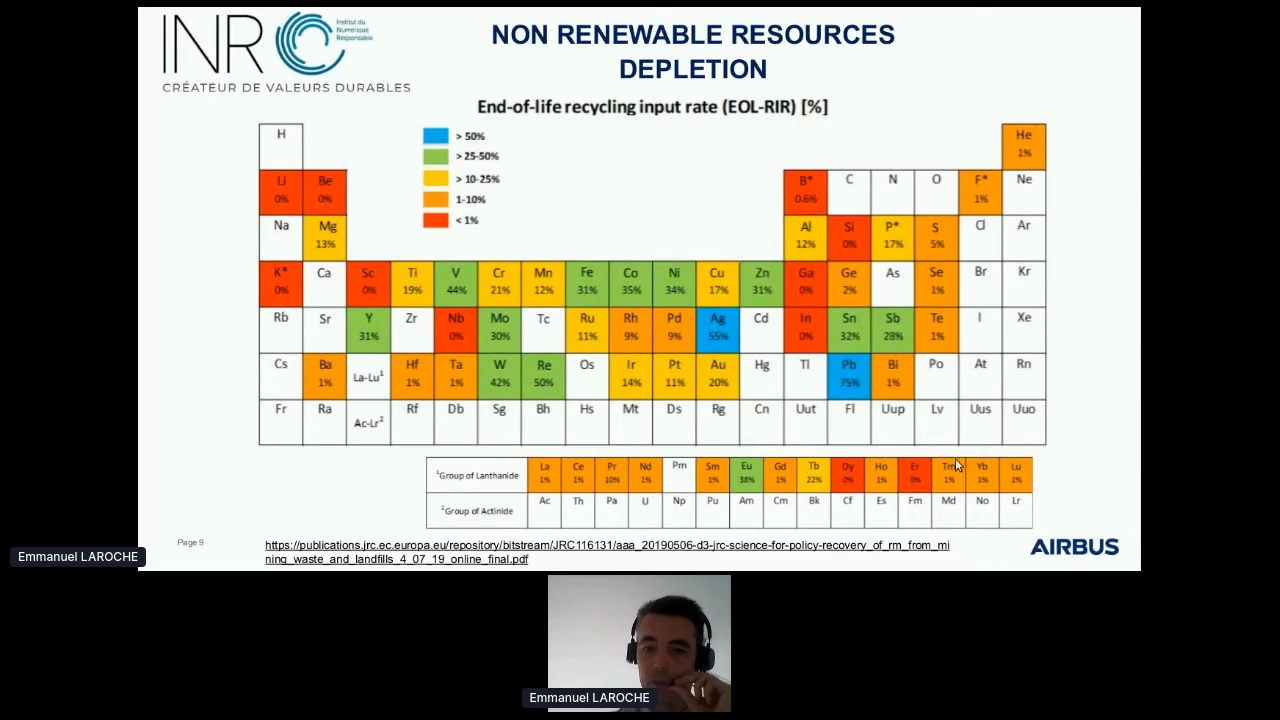 INR
Institut du
Numérique
Responsable
CRÉATEUR DE VALEURS DURABLES
NON RENEWABLE RESOURCES
DEPLETION
End-of-life recycling input rate (EOL-RIR) [%]
> 50%
> 25-50%
> 10-25%
1-10%
< 1%
H He
1%
Li Be B* C N O F* Ne
0% 0% 0.6% 1%
Na Mg Al Si P* S Cl Ar
13% 12% 0% 17% 5%
K* Ca Sc Ti V Cr Mn Fe Co Ni Cu Zn Ga Ge As Se Br Kr
0% 0% 19% 44% 21% 12% 31% 35% 34% 17% 31% 0% 2% 1%
Rb Sr Y Zr Nb Mo Tc Ru Rh Pd Ag Cd In Sn Sb Te I Xe
31% 0% 30% 11% 9% 9% 55% 0% 32% 28% 1%
Cs Ba La-Lu¹ Hf Ta W Re Os Ir Pt Au Hg Tl Pb Bi Po At Rn
1% 1% 1% 42% 50% 14% 11% 20% 75% 1%
Fr Ra Ac-Lr² Rf Db Sg Bh Hs Mt Ds Rg Cn Uut Fl Uup Lv Uus Uuo
¹Group of Lanthanide La Ce Pr Nd Pm Sm Eu Gd Tb Dy Ho Er Tm Yb Lu
1% 1% 10% 1% 1% 38% 1% 22% 0% 1% 0% 1% 1% 1%
²Group of Actinide Ac Th Pa U Np Pu Am Cm Bk Cf Es Fm Md No Lr
Page 9
https://publications.jrc.ec.europa.eu/repository/bitstream/JRC116131/aaa_20190506-d3-jrc-science-for-policy-recovery_of_rm_from_mi
ning_waste_and_landfills_4_07_19_online_final.pdf
AIRBUS
Emmanuel LAROCHE
Emmanuel LAROCHE